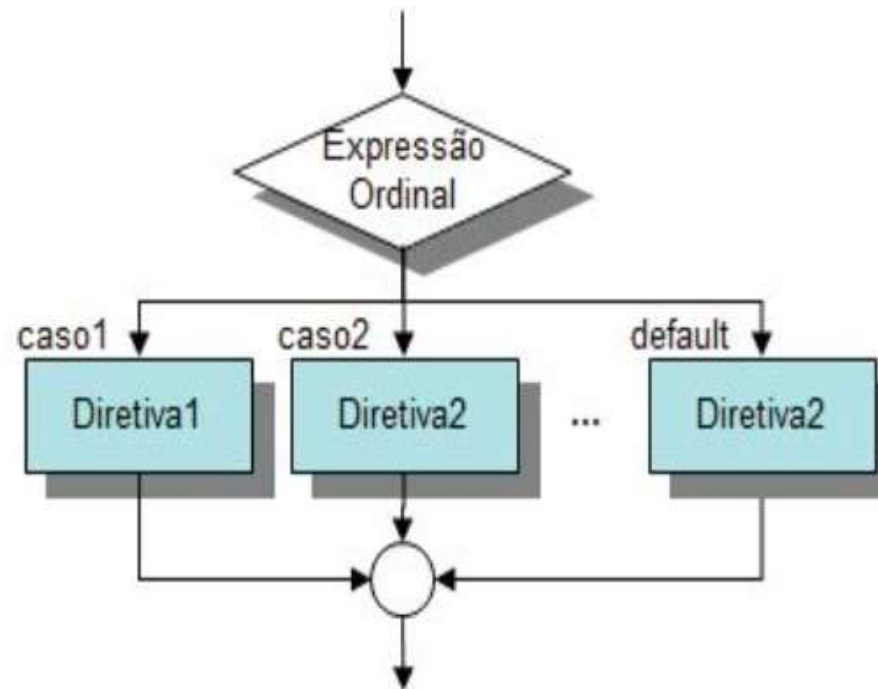 Expressão
Ordinal
caso1
caso2
default
Diretiva1
Diretiva2
...
Diretiva2